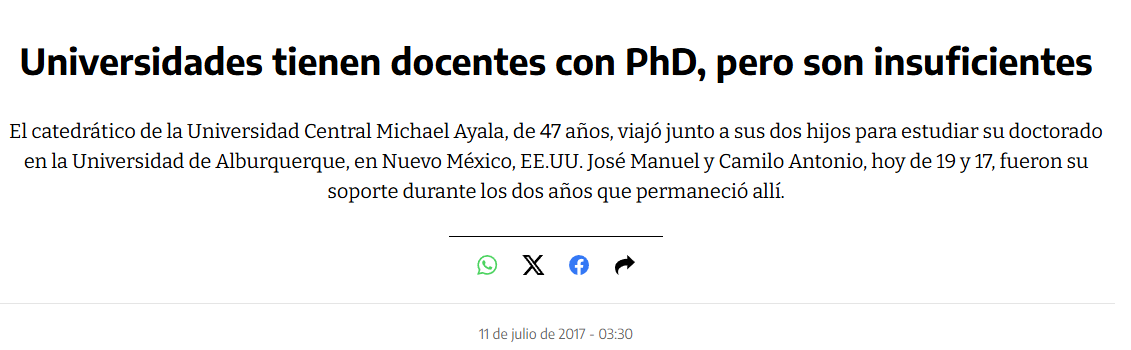 Universidades tienen docentes con PhD, pero son insuficientes
El catedrático de la Universidad Central Michael Ayala, de 47 años, viajó junto a sus dos hijos para estudiar su doctorado
en la Universidad de Alburquerque, en Nuevo México, EE.UU. José Manuel y Camilo Antonio, hoy de 19 y 17, fueron su
soporte durante los dos años que permaneció allí.
11 de julio de 2017 - 03:30